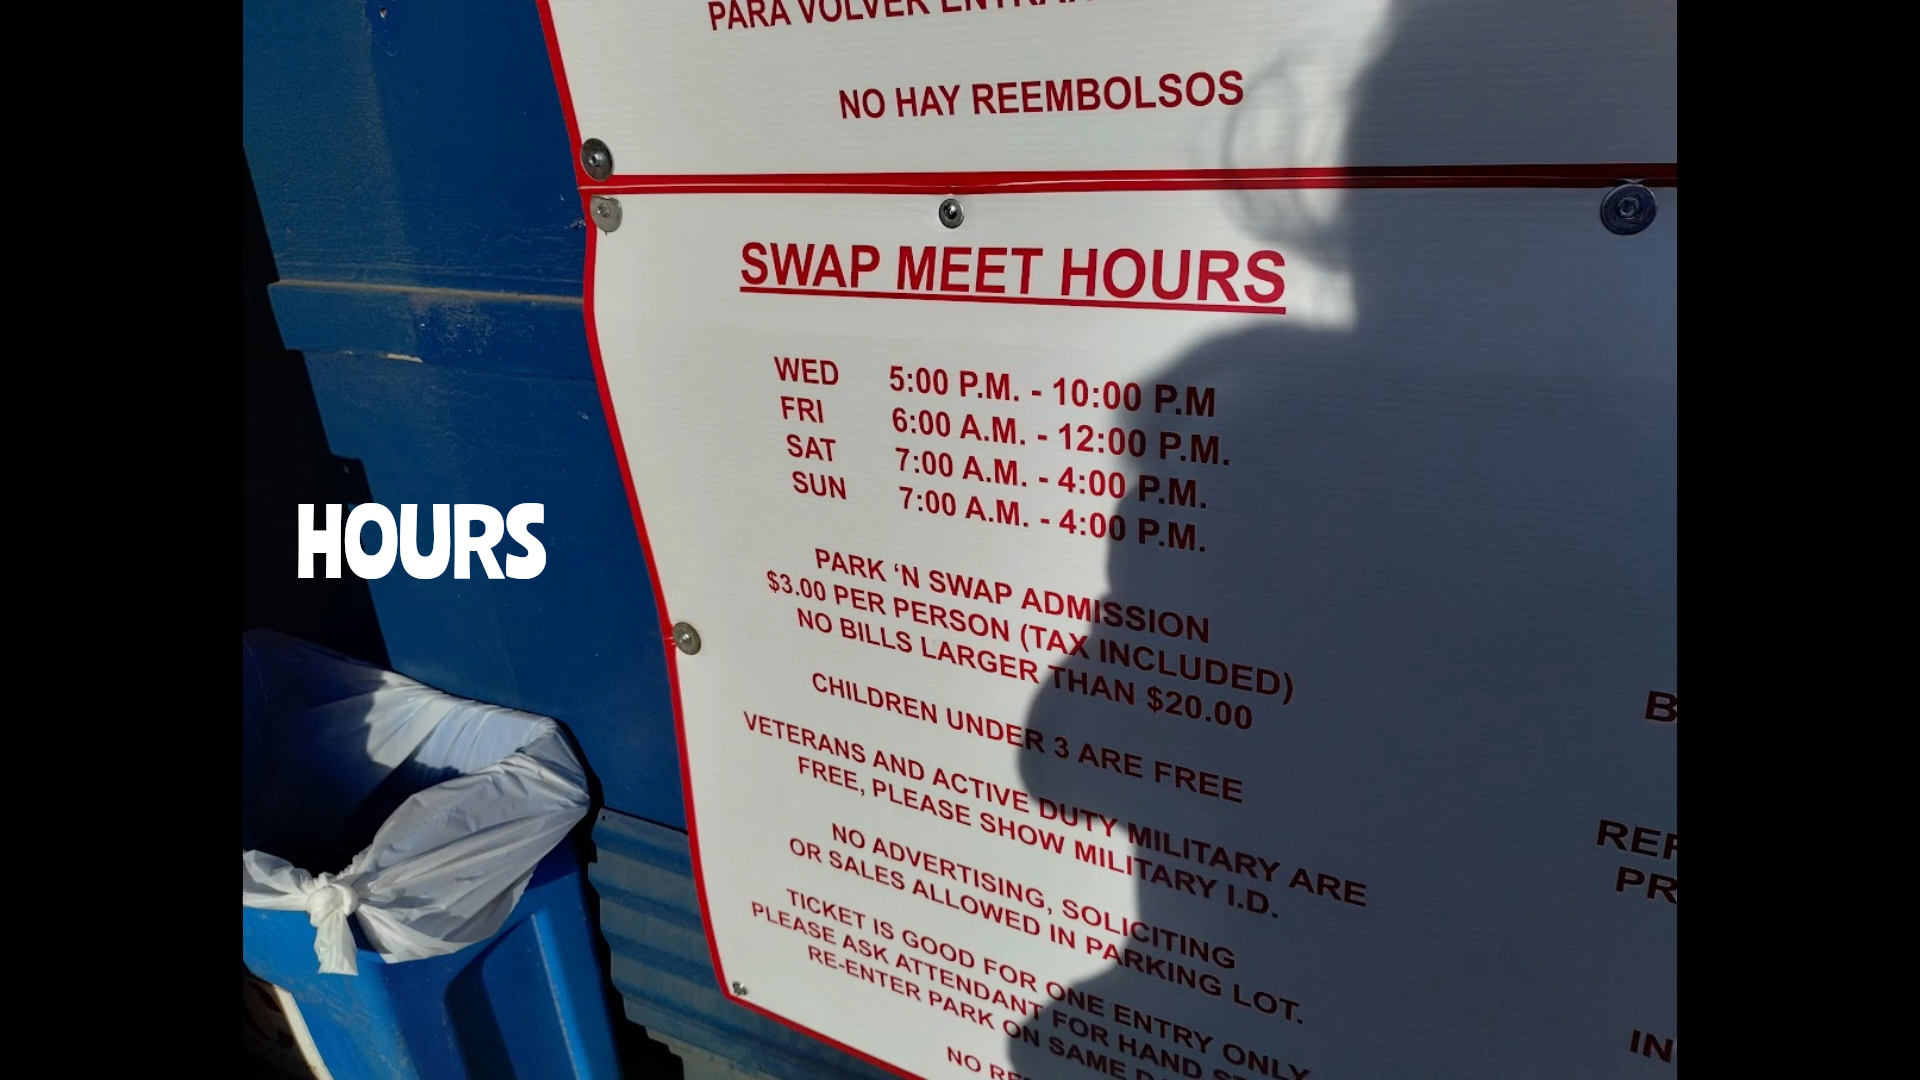 PARA VOLVER
NO HAY REEMBOLSOS
SWAP MEET HOURS
WED 5:00 P.M. - 10:00 P.M
FRI 6:00 A.M. - 12:00 P.M.
SAT 7:00 A.M. - 4:00 P.M.
SUN 7:00 A.M. - 4:00 P.M.
HOURS
PARK ‘N SWAP ADMISSION
$3.00 PER PERSON (TAX INCLUDED)
NO BILLS LARGER THAN $20.00
CHILDREN UNDER 3 ARE FREE
VETERANS AND ACTIVE DUTY MILITARY ARE
FREE, PLEASE SHOW MILITARY I.D.
NO ADVERTISING, SOLICITING
OR SALES ALLOWED IN PARKING LOT.
TICKET IS GOOD FOR ONE ENTRY ONLY
PLEASE ASK ATTENDANT FOR HAND
RE-ENTER PARK ON SAME
NO